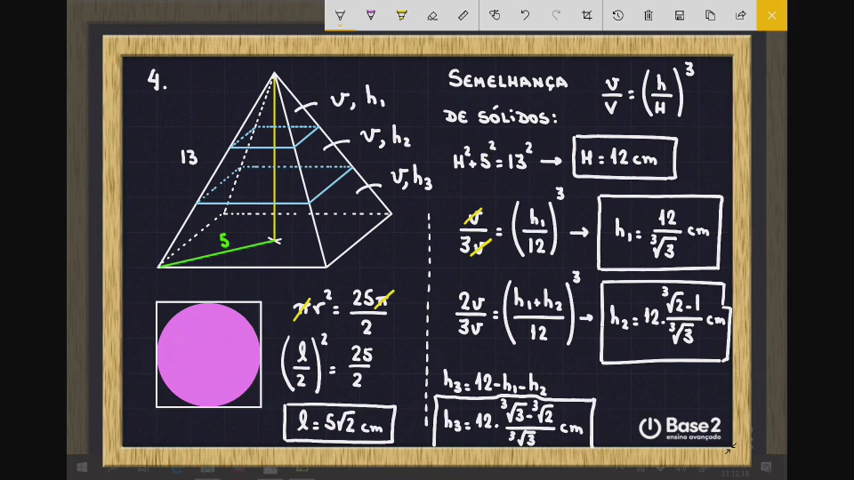 4.
v, h₁
v, h₂
v, h₃
13
5
πr² = 25π/2
(l/2)² = 25/2
l = 5√2 cm
SEMELHANÇA
DE SÓLIDOS:
v/V = (h/H)³
H² + 5² = 13² → H = 12 cm
v/3v = (h₁/12)³ → h₁ = 12/∛3 cm
2v/3v = (h₁+h₂/12)³ → h₂ = 12 · ∛2-1/∛3 cm
h₃ = 12-h₁-h₂
h₃ = 12 · ∛3-∛2/∛3 cm
Base2
ensino avançado